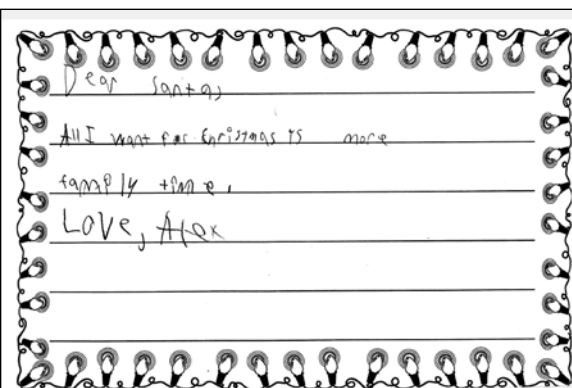 Dear Santa,
All I want for Christmas is more
family time.
Love, Alex